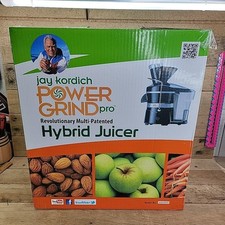 jay kordich
POWER
GRIND pro
Revolutionary Multi-Patented
Hybrid Juicer